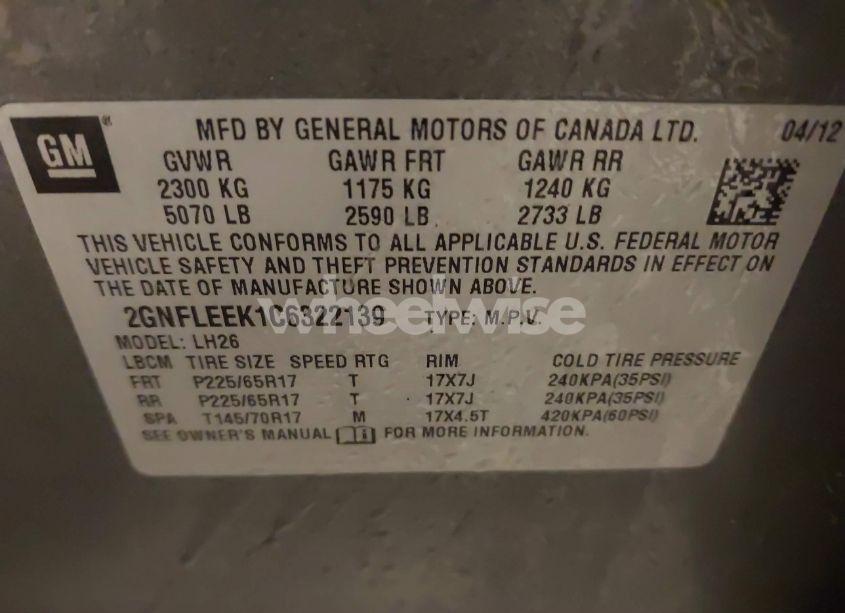 GM ® MFD BY GENERAL MOTORS OF CANADA LTD. 04/12
GVWR GAWR FRT GAWR RR
2300 KG 1175 KG 1240 KG
5070 LB 2590 LB 2733 LB
THIS VEHICLE CONFORMS TO ALL APPLICABLE U.S. FEDERAL MOTOR
VEHICLE SAFETY AND THEFT PREVENTION STANDARDS IN EFFECT ON
THE DATE OF MANUFACTURE SHOWN ABOVE.
2GNFLEEK1C6322139 TYPE: M.P.V.
wheelwise
MODEL: LH26
LBCM TIRE SIZE SPEED RTG RIM COLD TIRE PRESSURE
FRT P225/65R17 T 17X7J 240KPA(35PSI)
RR P225/65R17 T 17X7J 240KPA(35PSI)
SPA T145/70R17 M 17X4.5T 420KPA(60PSI)
SEE OWNER'S MANUAL FOR MORE INFORMATION.